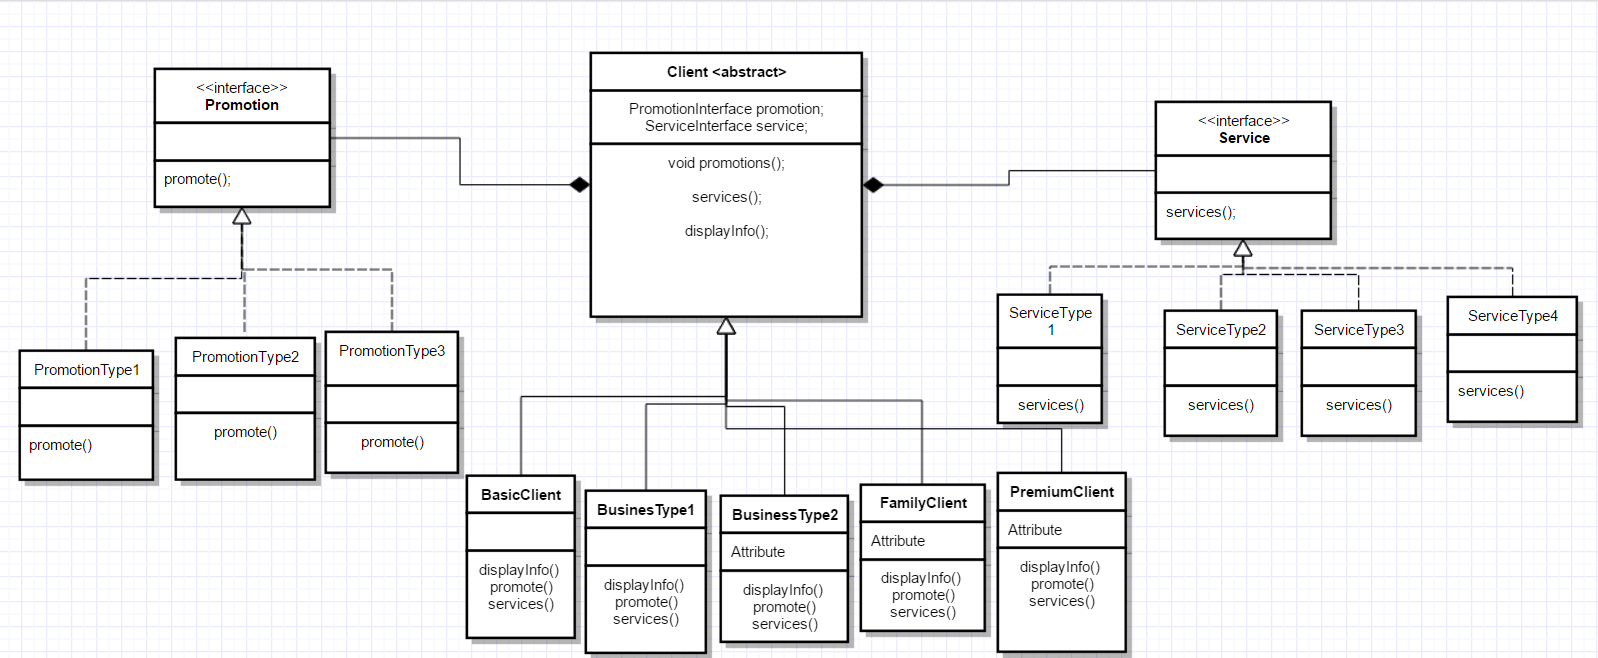 <<interface>>
Promotion
promote();
Client <abstract>
PromotionInterface promotion;
ServiceInterface service;
void promotions();
services();
displayInfo();
<<interface>>
Service
services();
PromotionType1
promote()
PromotionType2
promote()
PromotionType3
promote()
ServiceType
1
services()
ServiceType2
services()
ServiceType3
services()
ServiceType4
services()
BasicClient
displayInfo()
promote()
services()
BusinesType1
displayInfo()
promote()
services()
BusinessType2
Attribute
displayInfo()
promote()
services()
FamilyClient
Attribute
displayInfo()
promote()
services()
PremiumClient
Attribute
displayInfo()
promote()
services()